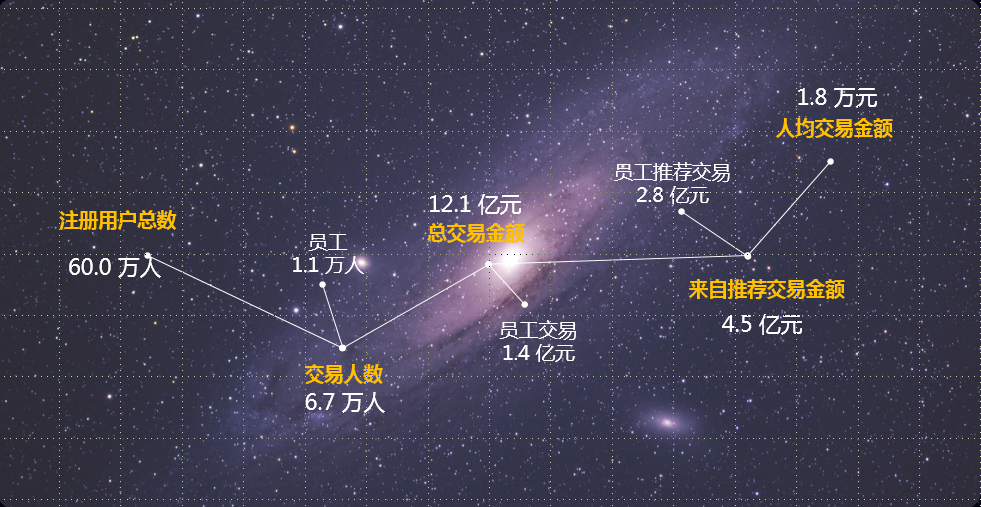 注册用户总数
60.0 万人
员工
1.1 万人
交易人数
6.7 万人
12.1 亿元
总交易金额
员工交易
1.4 亿元
员工推荐交易
2.8 亿元
来自推荐交易金额
4.5 亿元
1.8 万元
人均交易金额